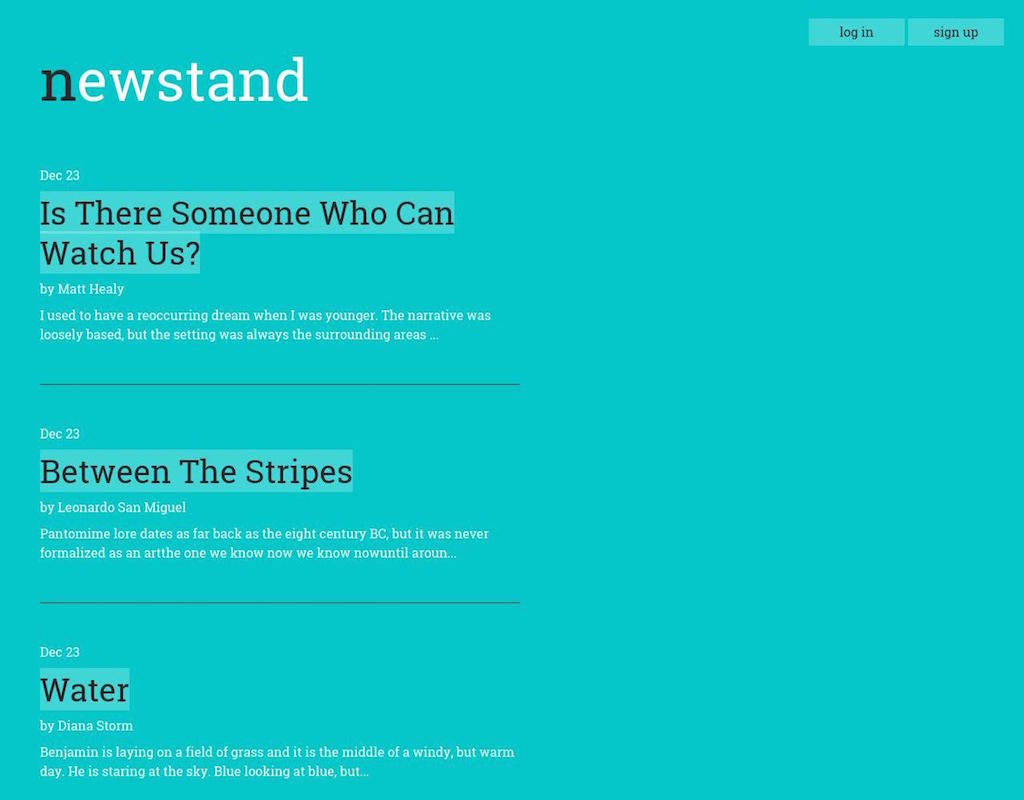 log in
sign up
newstand
Dec 23
Is There Someone Who Can
Watch Us?
by Matt Healy
I used to have a reoccurring dream when I was younger. The narrative was
loosely based, but the setting was always the surrounding areas ...
Dec 23
Between The Stripes
by Leonardo San Miguel
Pantomime lore dates as far back as the eight century BC, but it was never
formalized as an artthe one we know now we know nowuntil aroun...
Dec 23
Water
by Diana Storm
Benjamin is laying on a field of grass and it is the middle of a windy, but warm
day. He is staring at the sky. Blue looking at blue, but...